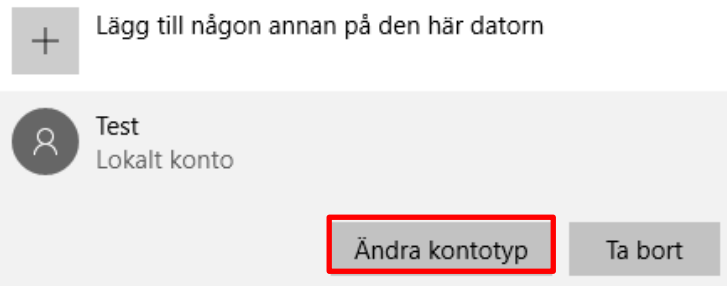 Lägg till någon annan på den här datorn
Test
Lokalt konto
Ändra kontotyp
Ta bort